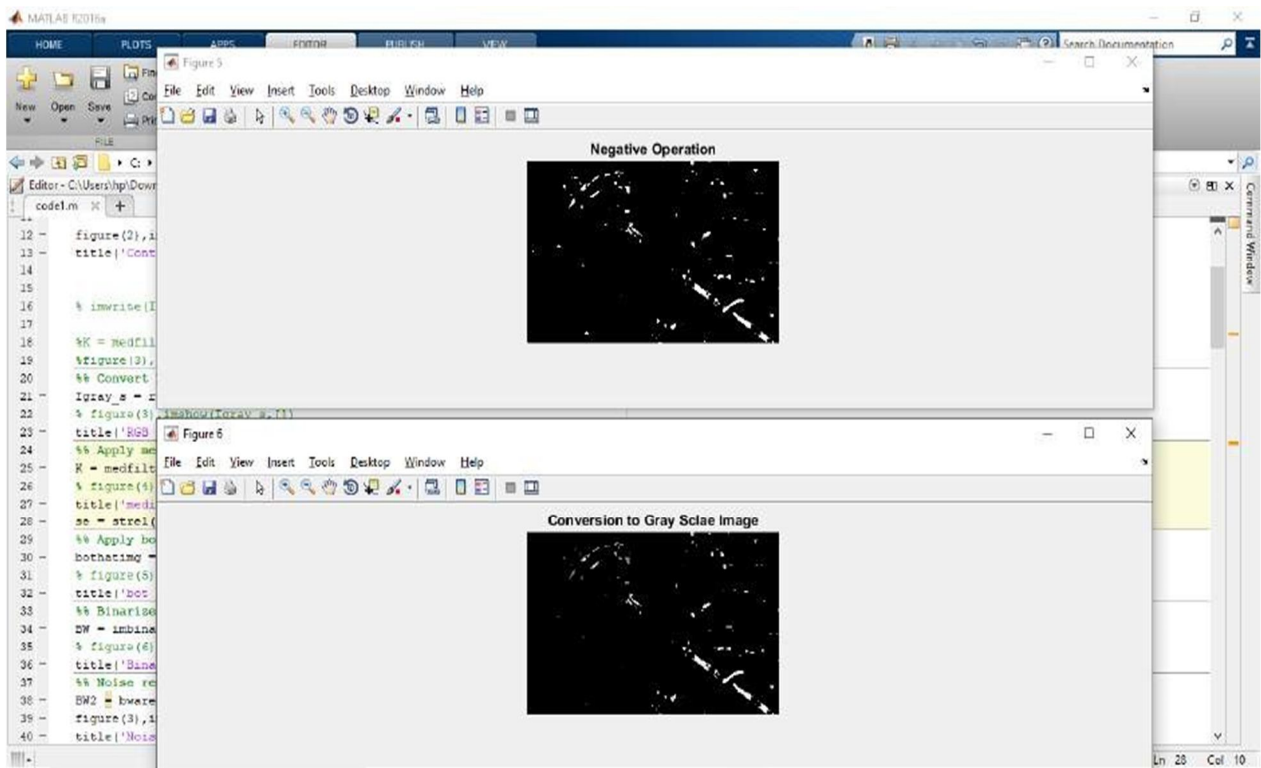 MATLAB R2016a
HOME PLOTS APPS EDITOR PUBLISH VIEW
Search Documentation
New Open Save
FILE
C:
Editor - C:\Users\hp\Down
code1.m
Figure 5
File Edit View Insert Tools Desktop Window Help
Negative Operation
Command Window
12 figure(2),i
13 title('Cont
14
15
16 % imwrite(I
17
18 %K = medfil
19 %figure(3),
20 %% Convert
21 Igray_s = r
22 % figure(3),imshow(Igray_s,[])
23 title('RGB
24 %% Apply me
25 K = medfilt
26 % figure(4)
27 title('medi
28 se = strel(
29 %% Apply bo
30 bothatimg =
31 % figure(5)
32 title('bot
33 %% Binarize
34 BW = imbina
35 % figure(6)
36 title('Bina
37 %% Noise re
38 BW2 = bware
39 figure(3),i
40 title('Nois
Figure 6
File Edit View Insert Tools Desktop Window Help
Conversion to Gray Sclae Image
Ln 28 Col 10